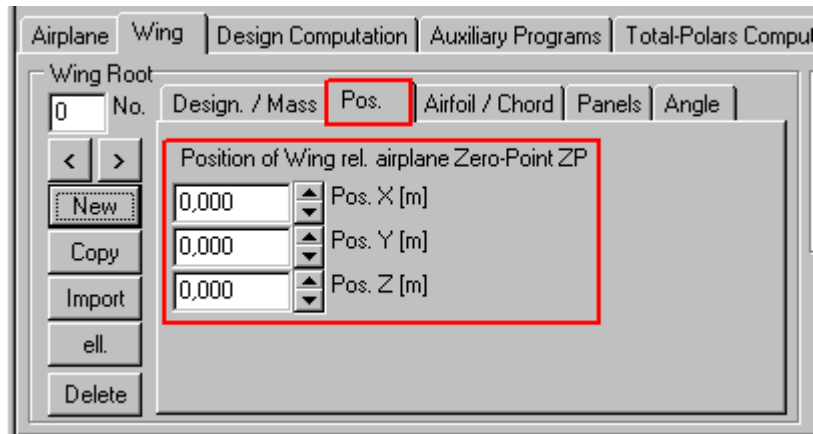 Airplane Wing Design Computation Auxiliary Programs Total-Polars Comput
Wing Root
0 No. Design. / Mass Pos. Airfoil / Chord Panels Angle
< > Position of Wing rel. airplane Zero-Point ZP
New 0,000 Pos. X [m]
Copy 0,000 Pos. Y [m]
Import 0,000 Pos. Z [m]
ell.
Delete